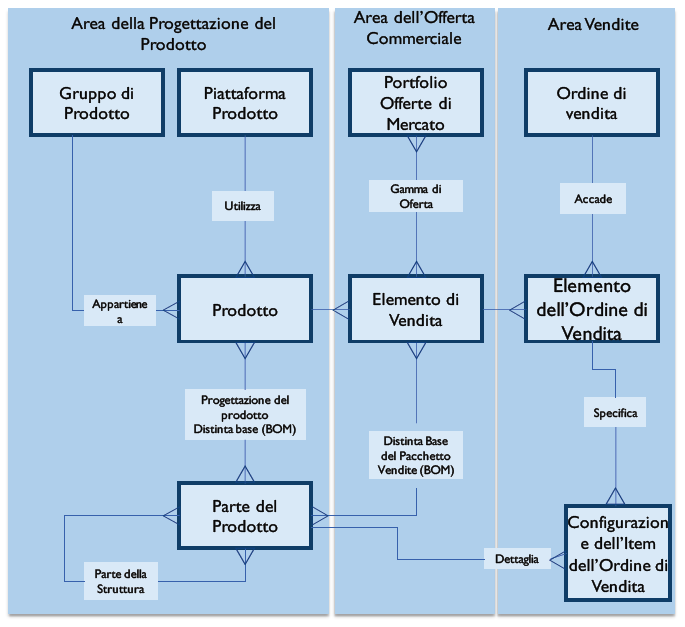 Area della Progettazione del
Prodotto
Area dell'Offerta
Commerciale
Area Vendite
Gruppo di
Prodotto
Piattaforma
Prodotto
Portfolio
Offerte di
Mercato
Ordine di
vendita
Utilizza
Gamma di
Offerta
Accade
Appartiene
a
Prodotto
Elemento di
Vendita
Elemento
dell'Ordine di
Vendita
Progettazione del
prodotto
Distinta base (BOM)
Distinta Base
del Pacchetto
Vendite (BOM)
Specifica
Parte del
Prodotto
Configurazion
e dell'Item
dell'Ordine di
Vendita
Dettaglia
Parte della
Struttura